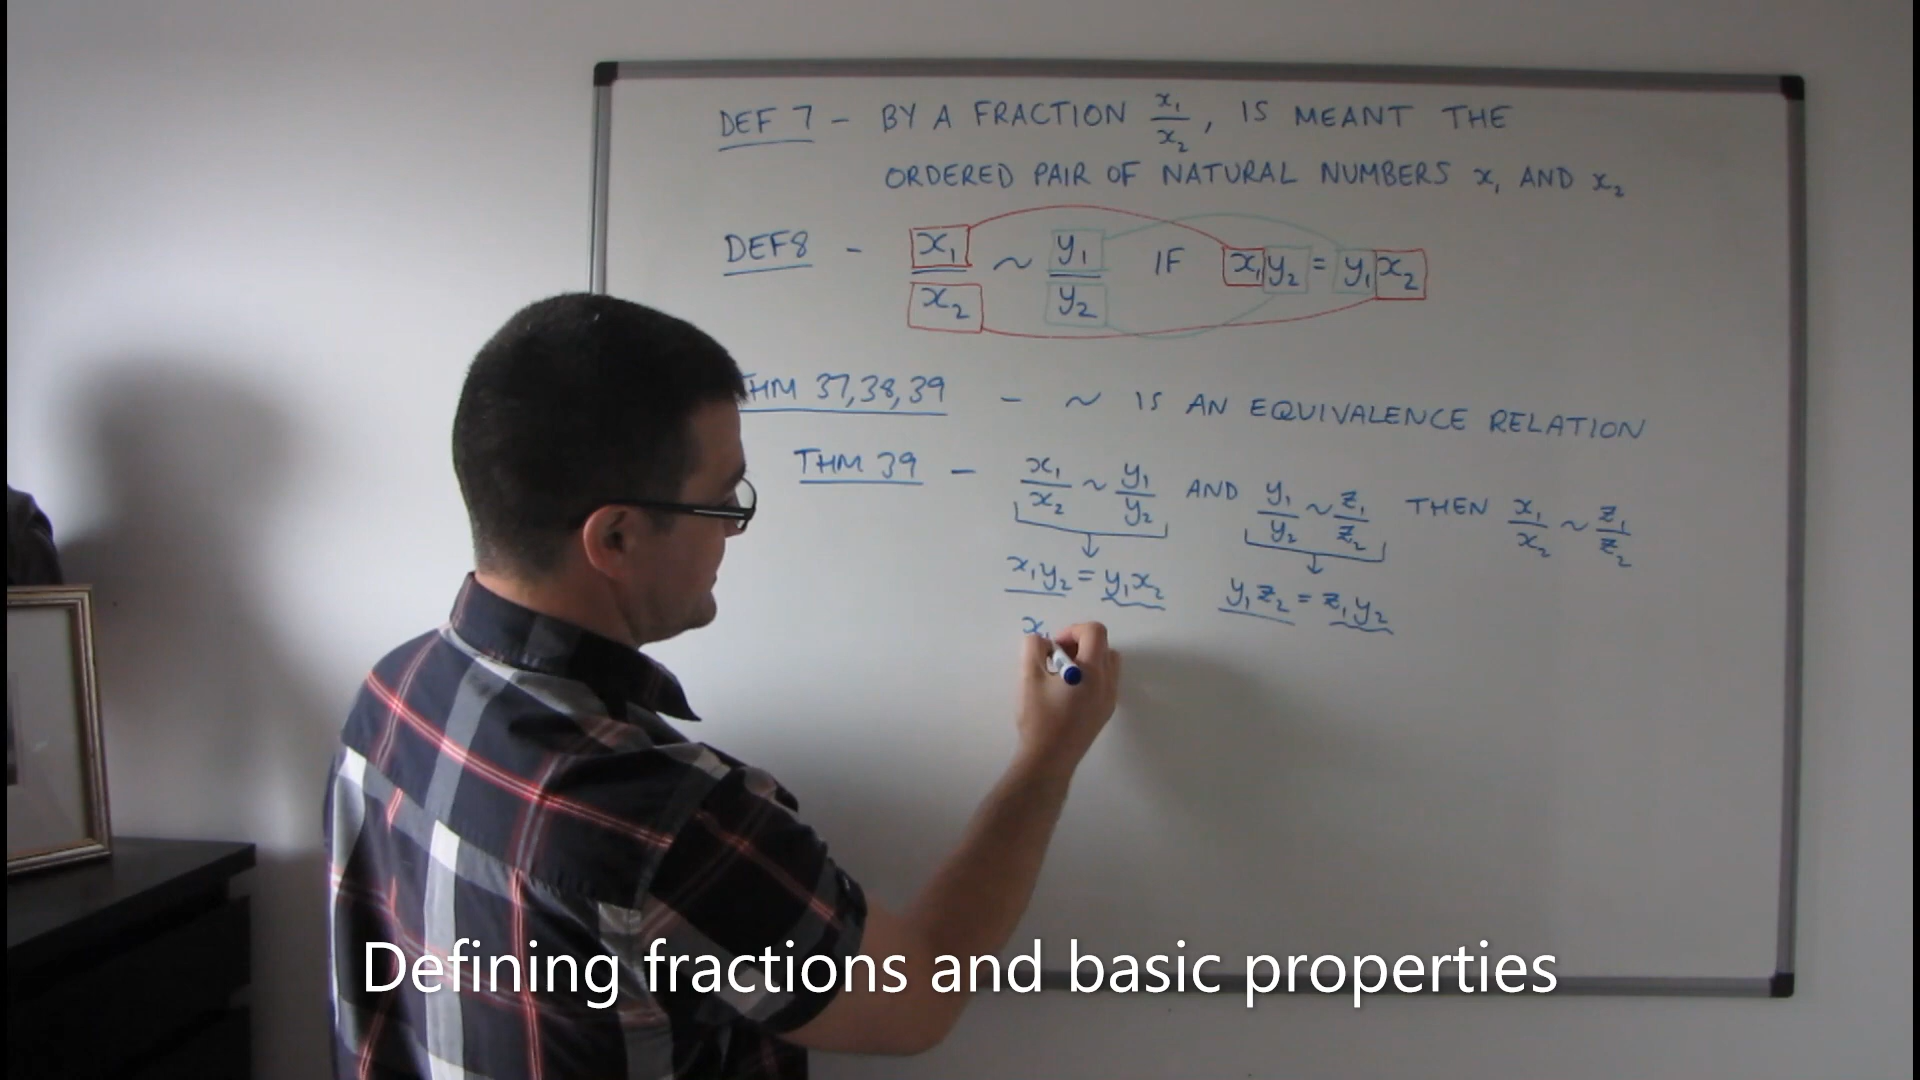 DEF 7 - BY A FRACTION x₁/x₂, IS MEANT THE
ORDERED PAIR OF NATURAL NUMBERS x₁ AND x₂
DEF8 - x₁/x₂ ~ y₁/y₂ IF x₁y₂ = y₁x₂
THM 37,38,39 - ~ IS AN EQUIVALENCE RELATION
THM 39 - x₁/x₂ ~ y₁/y₂ AND y₁/y₂ ~ z₁/z₂ THEN x₁/x₂ ~ z₁/z₂
x₁y₂ = y₁x₂ y₁z₂ = z₁y₂
x₁
Defining fractions and basic properties